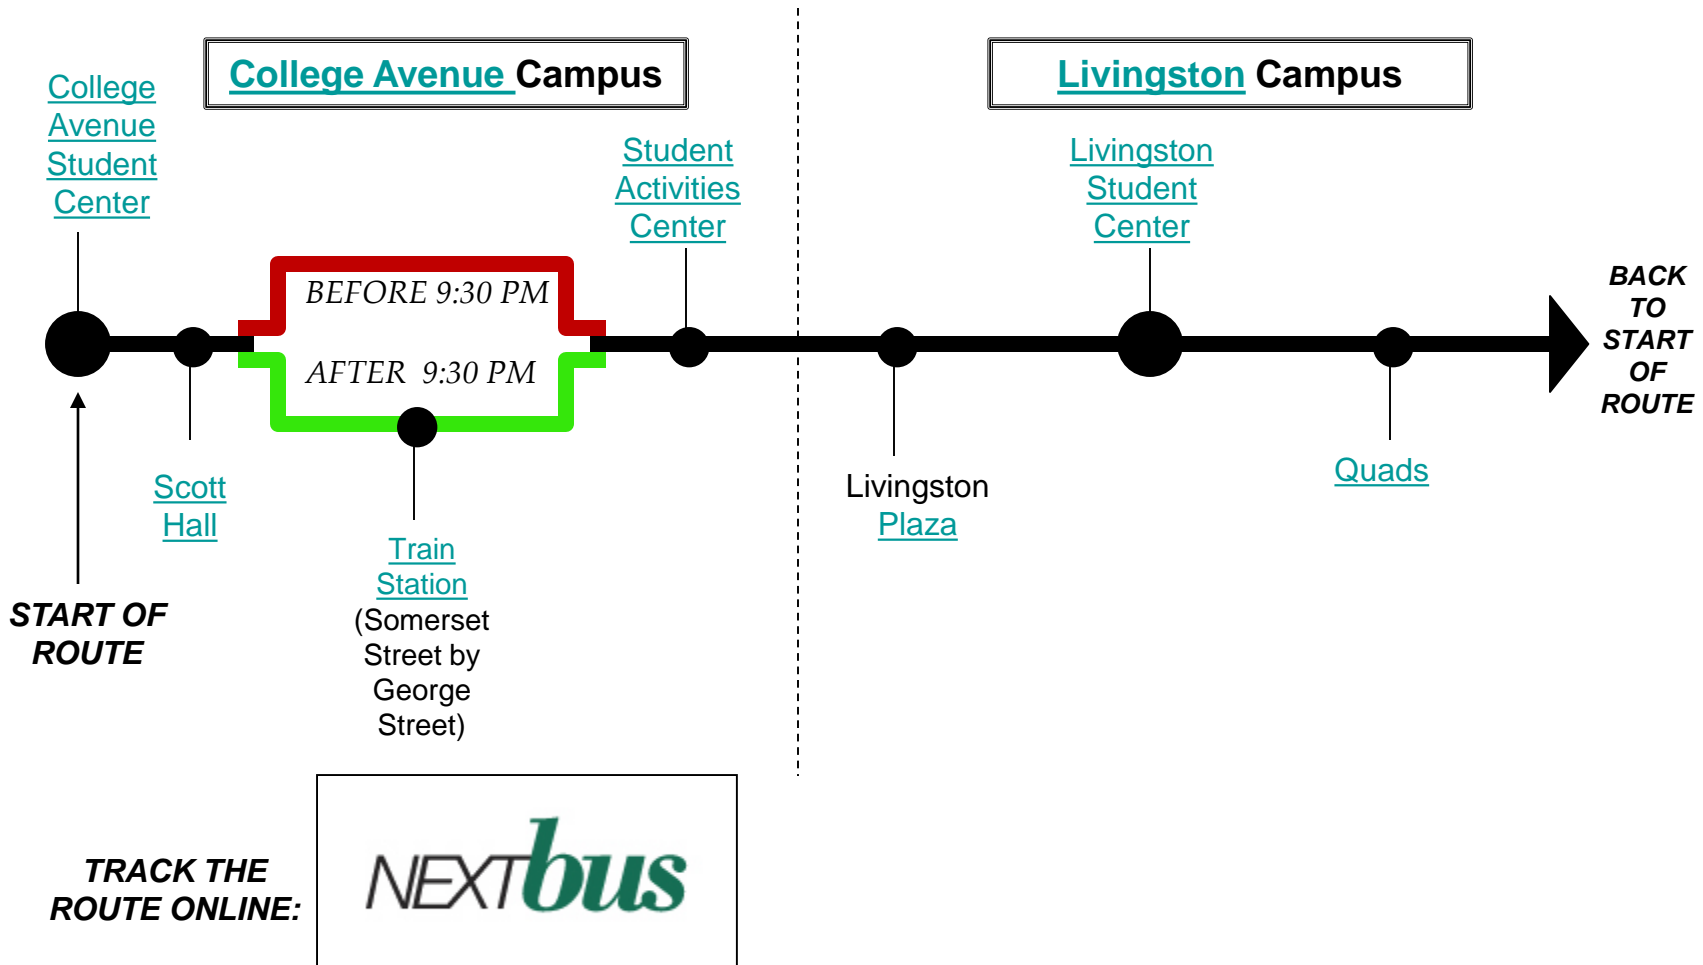 College Avenue Campus
Livingston Campus
College
Avenue
Student
Center
Student
Activities
Center
Livingston
Student
Center
BEFORE 9:30 PM
AFTER 9:30 PM
BACK
TO
START
OF
ROUTE
Scott
Hall
Train
Station
(Somerset
Street by
George
Street)
Livingston
Plaza
Quads
START OF
ROUTE
TRACK THE
ROUTE ONLINE:
NEXTbus